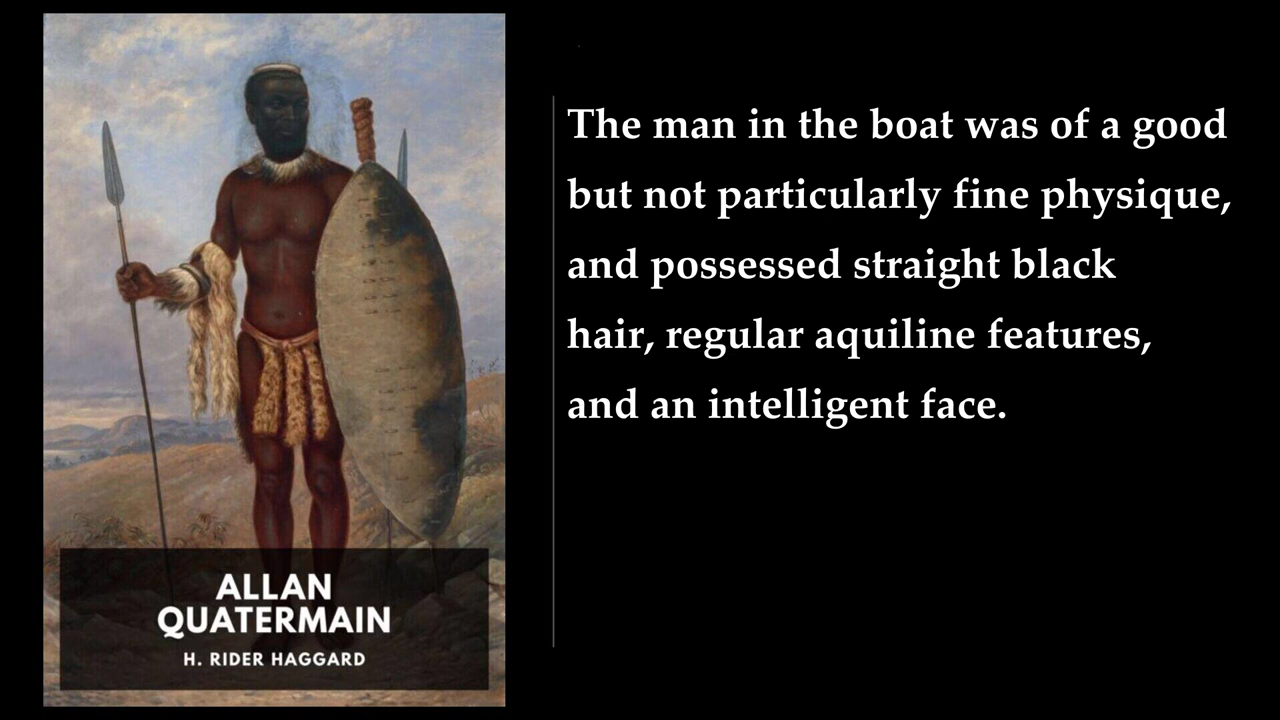 ALLAN
QUATERMAIN
H. RIDER HAGGARD
The man in the boat was of a good
but not particularly fine physique,
and possessed straight black
hair, regular aquiline features,
and an intelligent face.